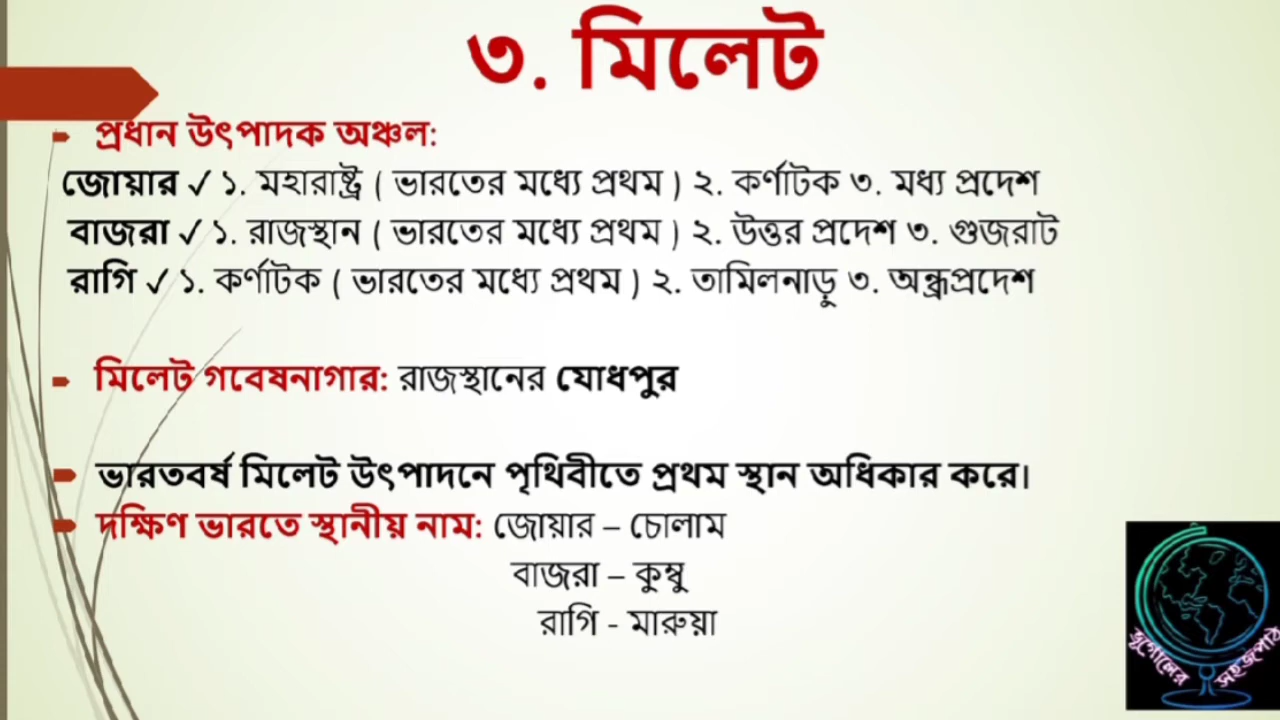 ৩. মিলেট
প্রধান উৎপাদক অঞ্চল:
জোয়ার ✓ ১. মহারাষ্ট্র ( ভারতের মধ্যে প্রথম ) ২. কর্ণাটক ৩. মধ্য প্রদেশ
বাজরা ✓ ১. রাজস্থান ( ভারতের মধ্যে প্রথম ) ২. উত্তর প্রদেশ ৩. গুজরাট
রাগি ✓ ১. কর্ণাটক ( ভারতের মধ্যে প্রথম ) ২. তামিলনাড়ু ৩. অন্ধ্রপ্রদেশ
মিলেট গবেষনাগার: রাজস্থানের যোধপুর
ভারতবর্ষ মিলেট উৎপাদনে পৃথিবীতে প্রথম স্থান অধিকার করে।
দক্ষিণ ভারতে স্থানীয় নাম: জোয়ার – চোলাম
বাজরা – কুম্বু
রাগি - মারুয়া
ভূগোলের সহজপাঠ